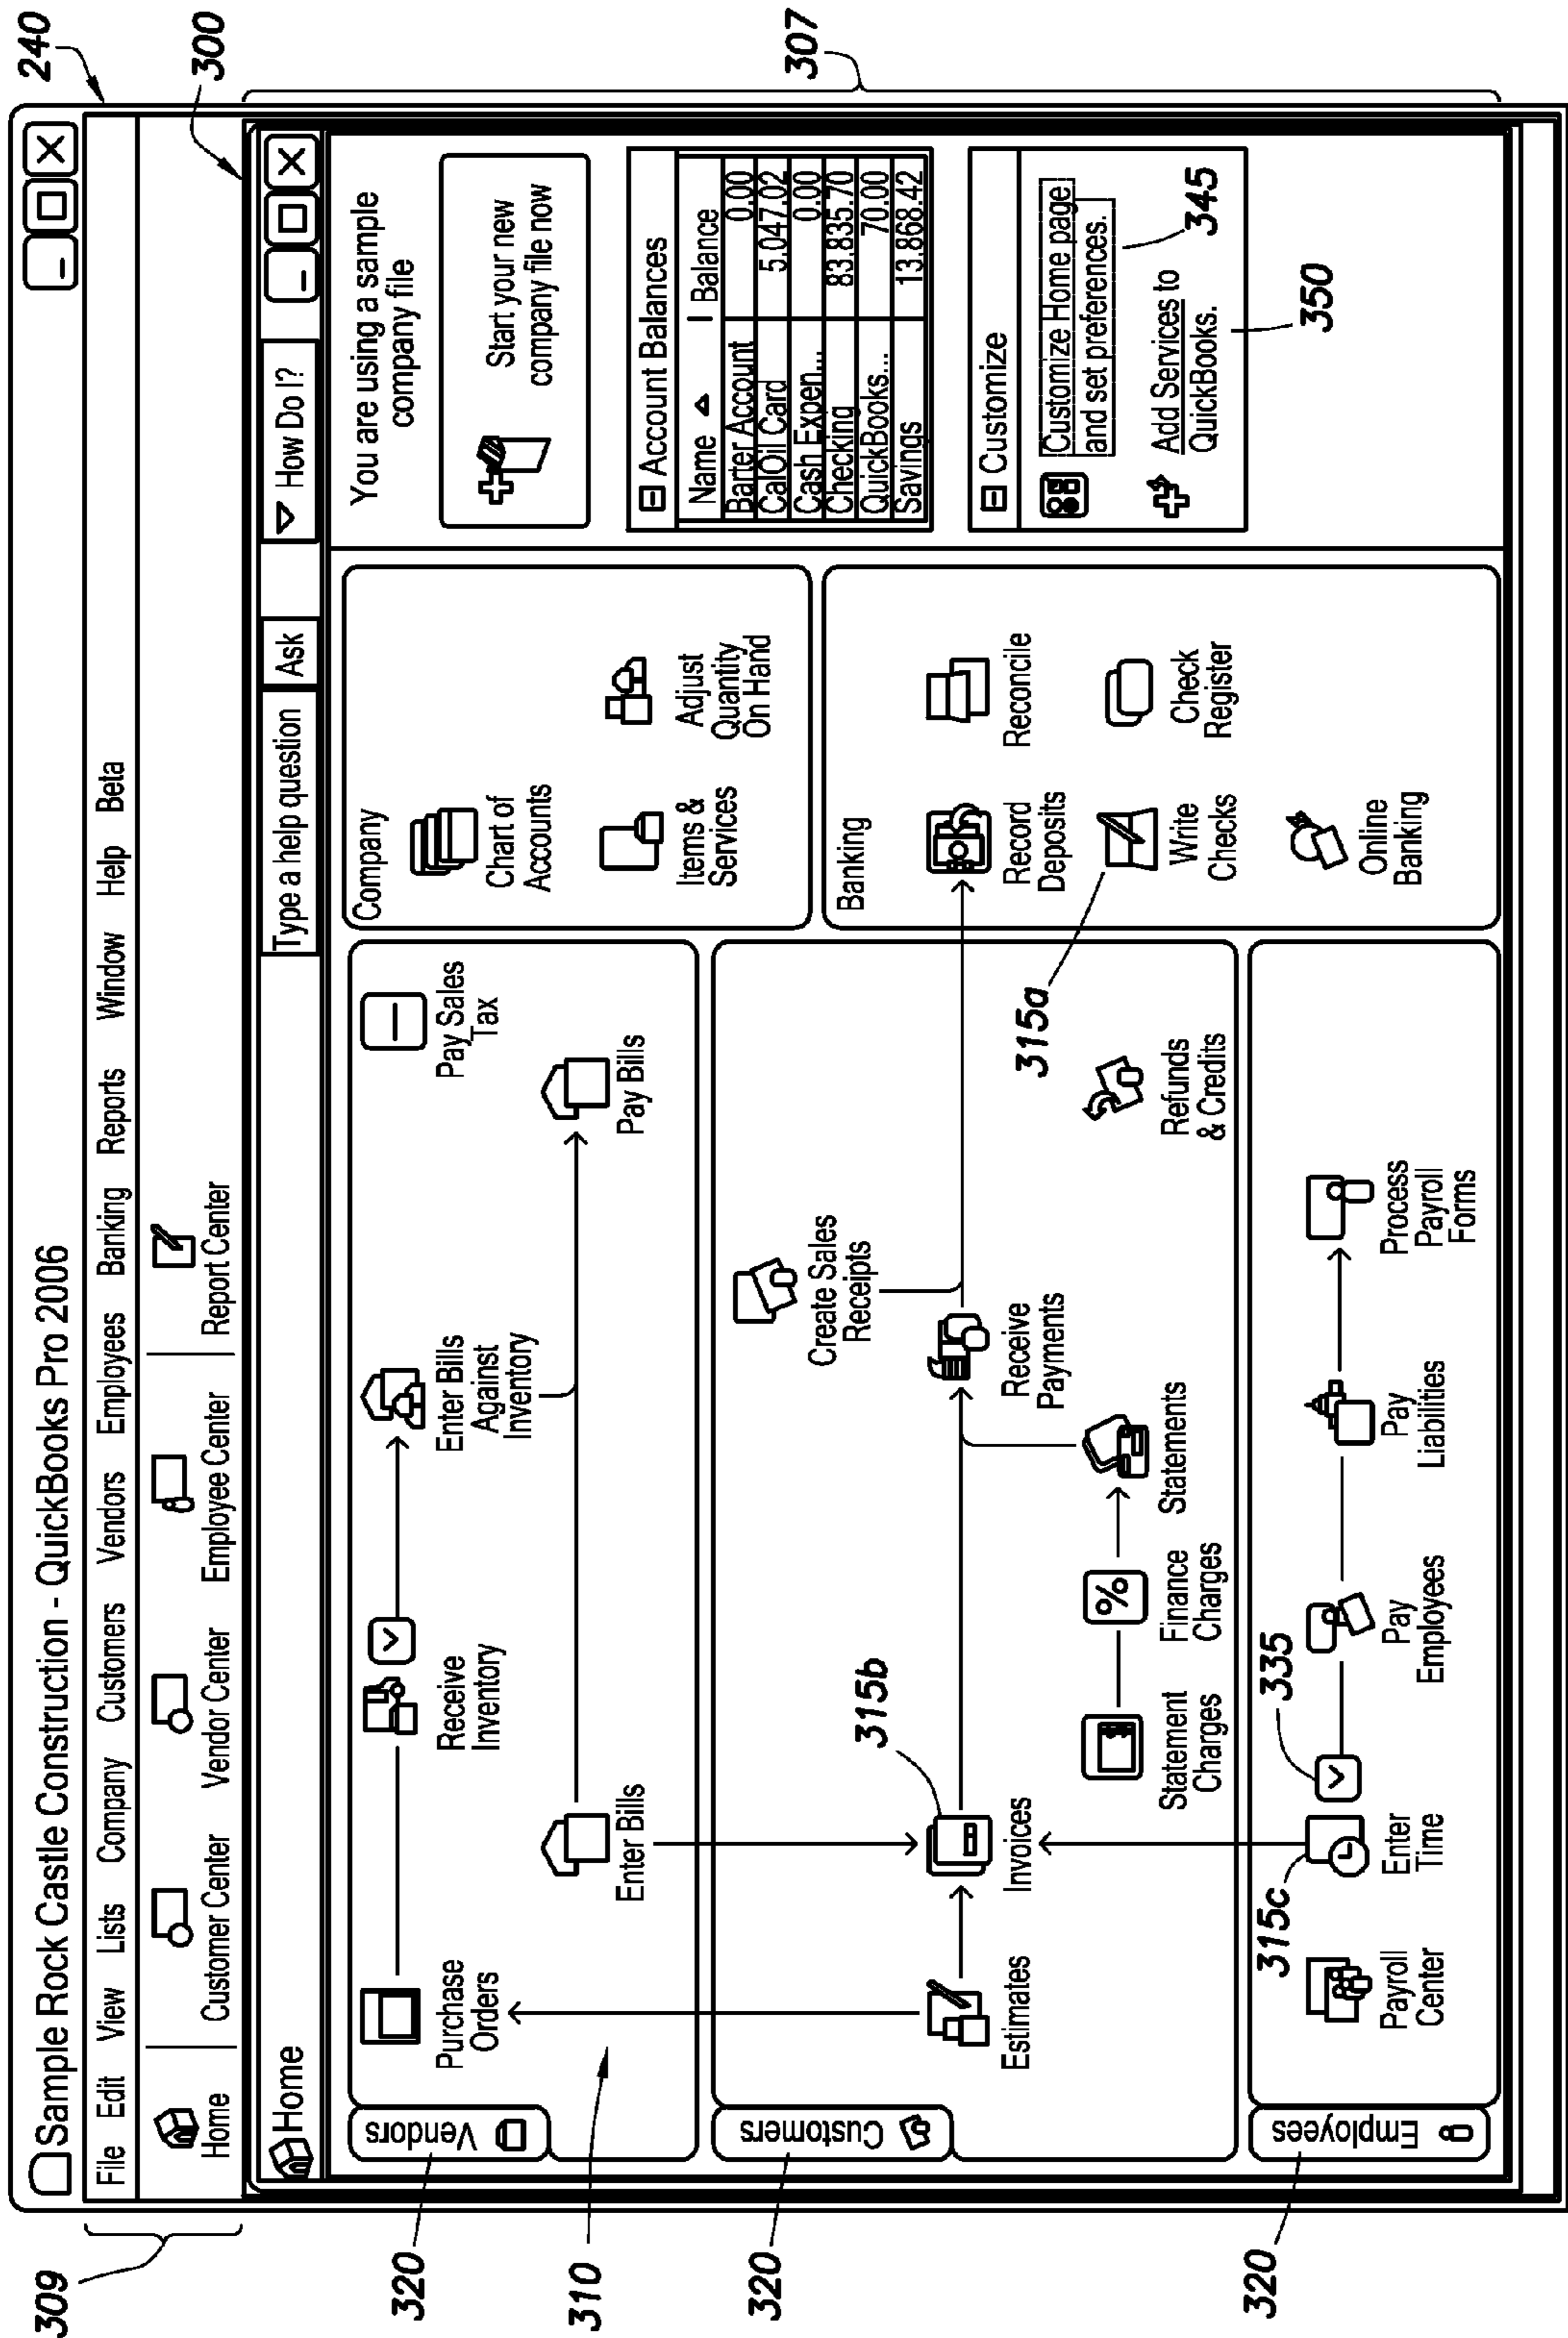 240
300
307
309
Sample Rock Castle Construction - QuickBooks Pro 2006
File Edit View Lists Company Customers Vendors Employees Banking Reports Window Help Beta
Home
Customer Center
Vendor Center
Employee Center
Report Center
Home
Type a help question
Ask
How Do I?
320
Vendors
Purchase
Orders
Receive
Inventory
Enter Bills
Against
Inventory
Pay Sales
Tax
Enter Bills
Pay Bills
310
320
Customers
Create Sales
Receipts
315b
Estimates
Invoices
Receive
Payments
Statement
Charges
Finance
Charges
Statements
Refunds
& Credits
315a
320
Employees
315c
335
Payroll
Center
Enter
Time
Pay
Employees
Pay
Liabilities
Process
Payroll
Forms
Company
Chart of
Accounts
Items &
Services
Adjust
Quantity
On Hand
Banking
Record
Deposits
Reconcile
Write
Checks
Check
Register
Online
Banking
You are using a sample
company file
Start your new
company file now
Account Balances
Name Balance
Barter Account 0.00
CalOil Card 5,047.02
Cash Expen... 0.00
Checking 83,835.70
QuickBooks... 70.00
Savings 13,868.42
Customize
Customize Home page
and set preferences.
345
Add Services to
QuickBooks.
350